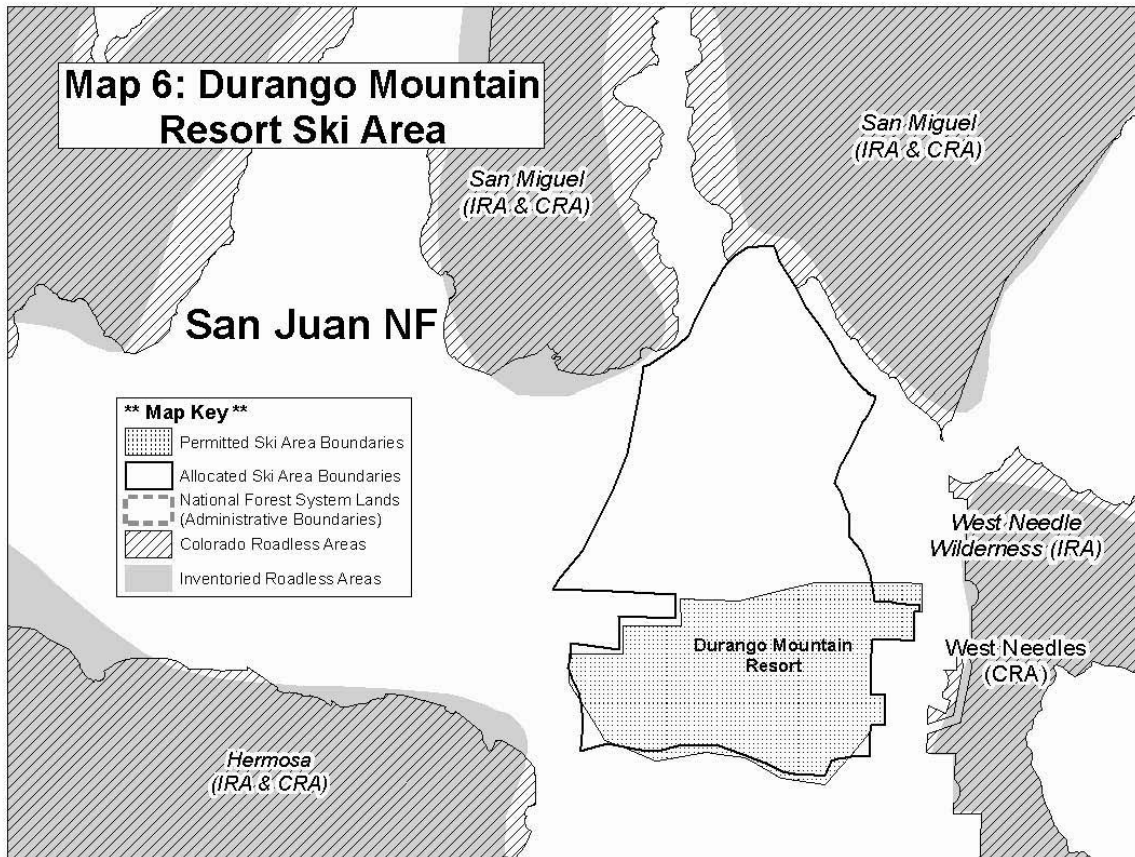 Map 6: Durango Mountain
Resort Ski Area
San Miguel
(IRA & CRA)
San Miguel
(IRA & CRA)
San Juan NF
** Map Key **
Permitted Ski Area Boundaries
Allocated Ski Area Boundaries
National Forest System Lands
(Administrative Boundaries)
Colorado Roadless Areas
Inventoried Roadless Areas
West Needle
Wilderness (IRA)
Durango Mountain
Resort
West Needles
(CRA)
Hermosa
(IRA & CRA)